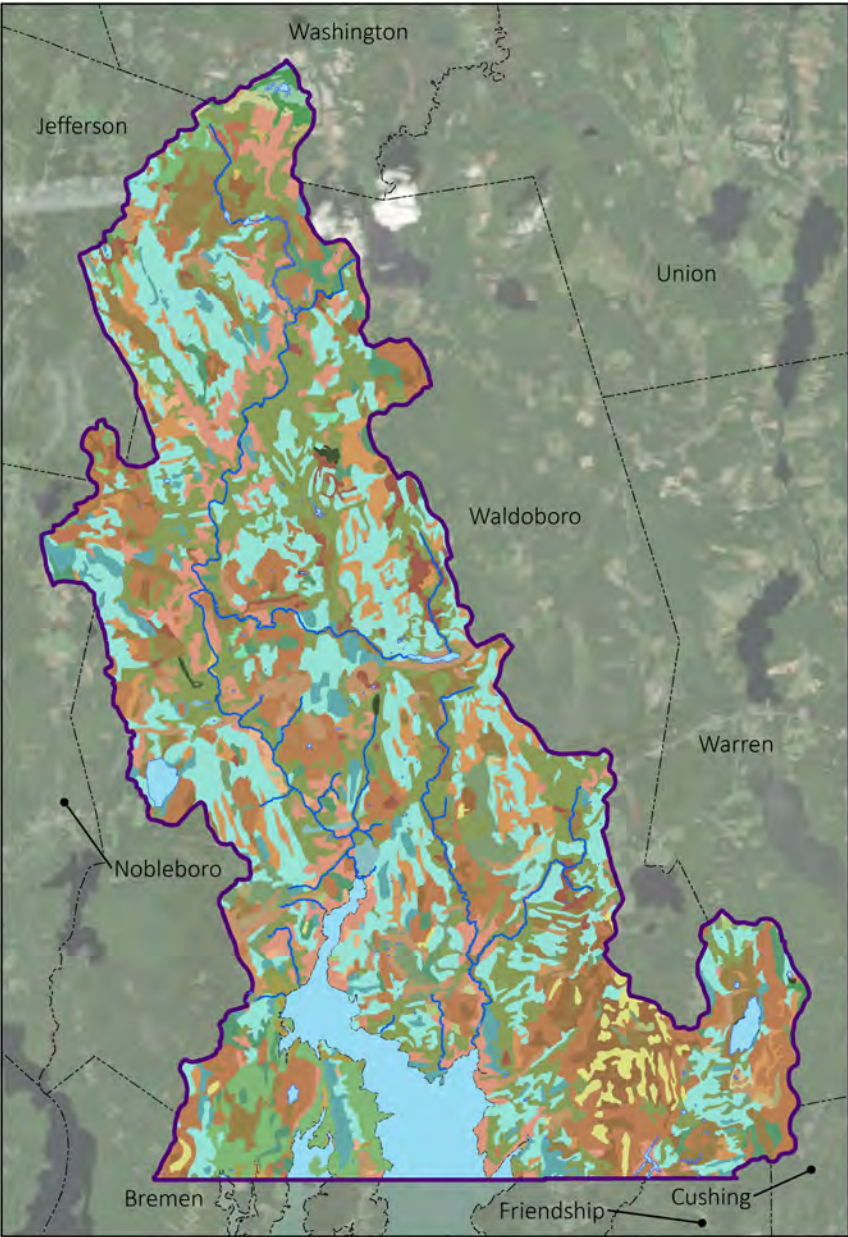 Washington
Jefferson
Union
Waldoboro
Warren
Nobleboro
Bremen
Cushing
Friendship